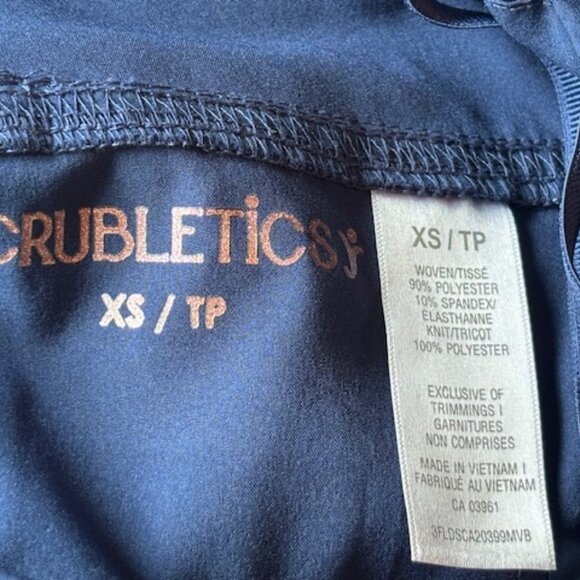 CRUBLETiCS
XS / TP
XS / TP
WOVEN/TISSÉ
90% POLYESTER
10% SPANDEX/
ELASTHANNE
KNIT/TRICOT
100% POLYESTER
EXCLUSIVE OF
TRIMMINGS I
GARNITURES
NON COMPRISES
MADE IN VIETNAM I
FABRIQUÉ AU VIETNAM
CA 03961
3FLDSCA20399MVB